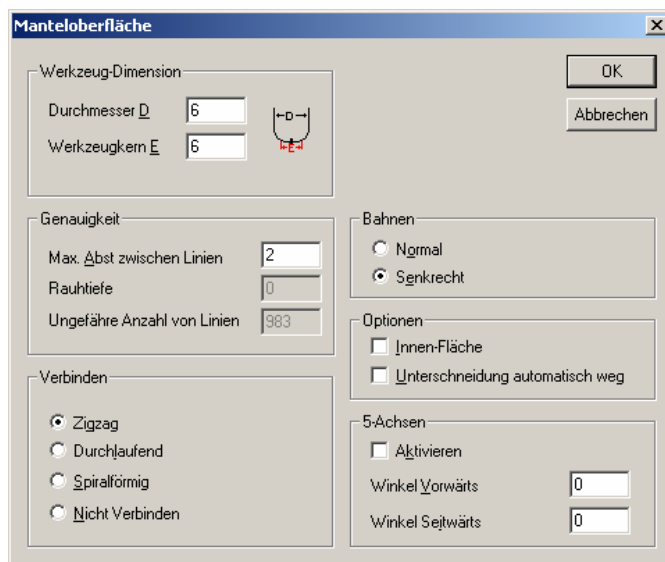 Manteloberfläche
Werkzeug-Dimension
Durchmesser D 6
Werkzeugkern E 6
D
E
OK
Abbrechen
Genauigkeit
Max. Abst zwischen Linien 2
Rauhtiefe 0
Ungefähre Anzahl von Linien 983
Bahnen
Normal
Senkrecht
Optionen
Innen-Fläche
Unterschneidung automatisch weg
Verbinden
Zigzag
Durchlaufend
Spiralförmig
Nicht Verbinden
5-Achsen
Aktivieren
Winkel Vorwärts 0
Winkel Seitwärts 0